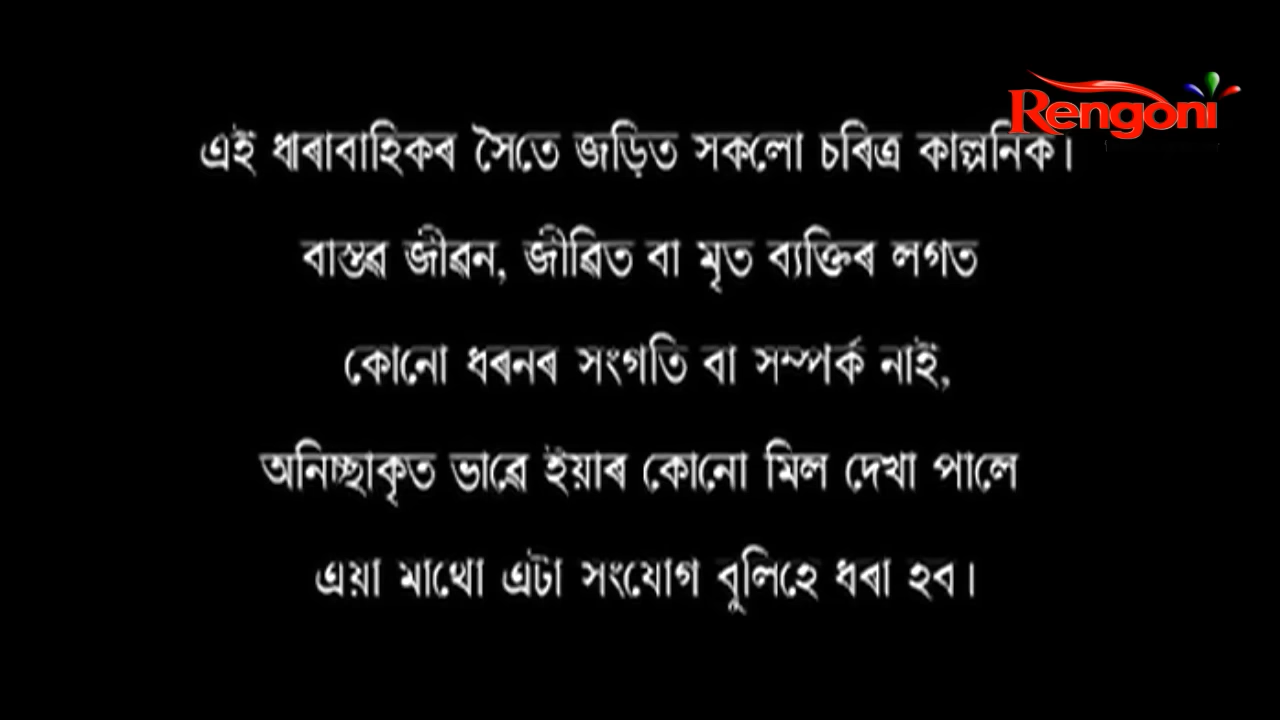 Rengoni
এই ধাৰাবাহিকৰ সৈতে জড়িত সকলো চৰিত্ৰ কাল্পনিক।
বাস্তৱ জীৱন, জীৱিত বা মৃত ব্যক্তিৰ লগত
কোনো ধৰনৰ সংগতি বা সম্পৰ্ক নাই,
অনিচ্ছাকৃত ভাৱে ইয়াৰ কোনো মিল দেখা পালে
এয়া মাথো এটা সংযোগ বুলিহে ধৰা হব।